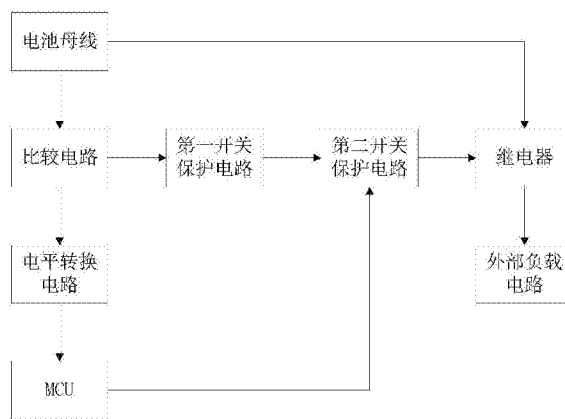 电池母线
比较电路
第一开关
保护电路
第二开关
保护电路
继电器
电平转换
电路
外部负载
电路
MCU